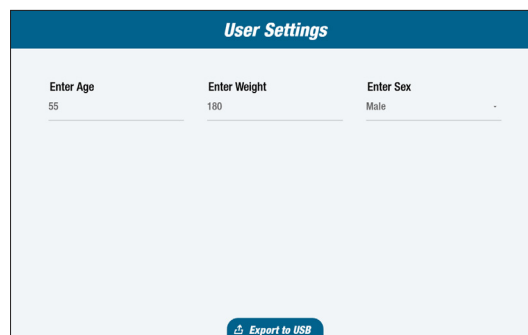 User Settings
Enter Age
Enter Weight
Enter Sex
55
180
Male
Export to USB